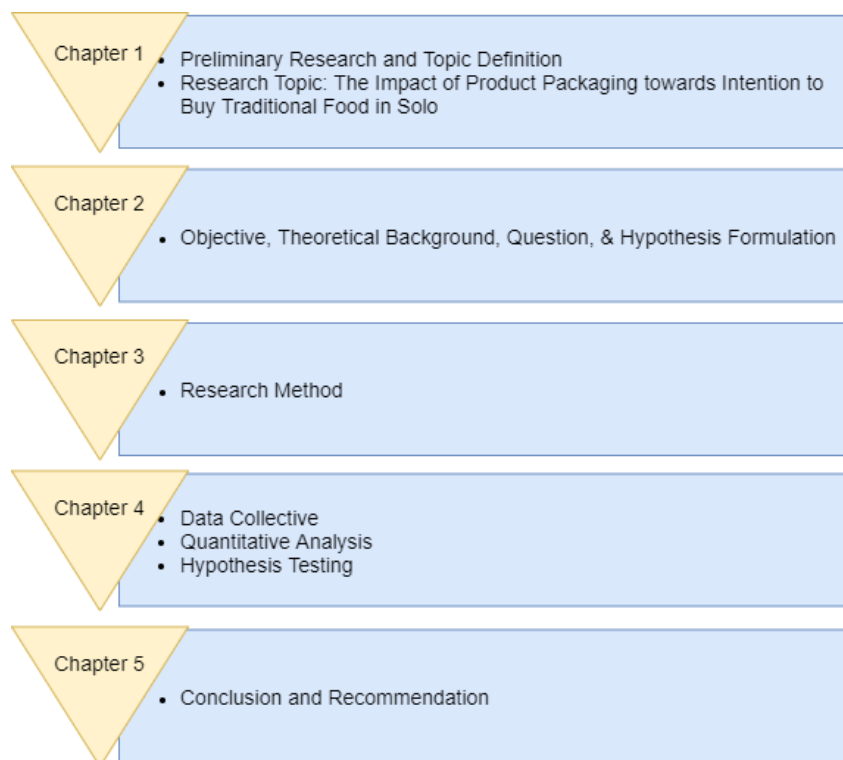 Chapter 1
• Preliminary Research and Topic Definition
• Research Topic: The Impact of Product Packaging towards Intention to
Buy Traditional Food in Solo
Chapter 2
• Objective, Theoretical Background, Question, & Hypothesis Formulation
Chapter 3
• Research Method
Chapter 4
• Data Collective
• Quantitative Analysis
• Hypothesis Testing
Chapter 5
• Conclusion and Recommendation